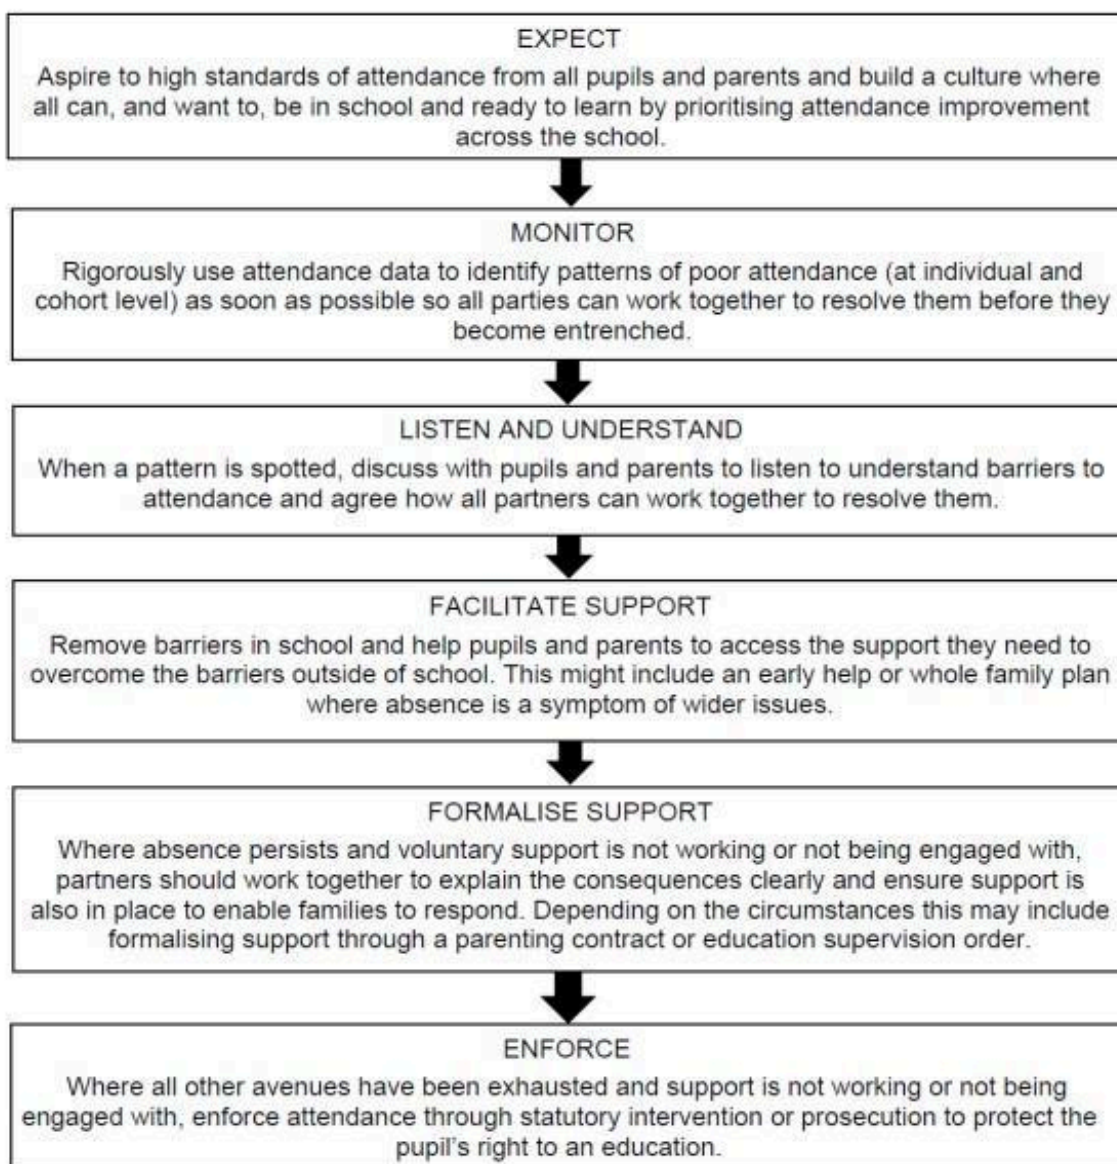 EXPECT
Aspire to high standards of attendance from all pupils and parents and build a culture where
all can, and want to, be in school and ready to learn by prioritising attendance improvement
across the school.
MONITOR
Rigorously use attendance data to identify patterns of poor attendance (at individual and
cohort level) as soon as possible so all parties can work together to resolve them before they
become entrenched.
LISTEN AND UNDERSTAND
When a pattern is spotted, discuss with pupils and parents to listen to understand barriers to
attendance and agree how all partners can work together to resolve them.
FACILITATE SUPPORT
Remove barriers in school and help pupils and parents to access the support they need to
overcome the barriers outside of school. This might include an early help or whole family plan
where absence is a symptom of wider issues.
FORMALISE SUPPORT
Where absence persists and voluntary support is not working or not being engaged with,
partners should work together to explain the consequences clearly and ensure support is
also in place to enable families to respond. Depending on the circumstances this may include
formalising support through a parenting contract or education supervision order.
ENFORCE
Where all other avenues have been exhausted and support is not working or not being
engaged with, enforce attendance through statutory intervention or prosecution to protect the
pupil's right to an education.